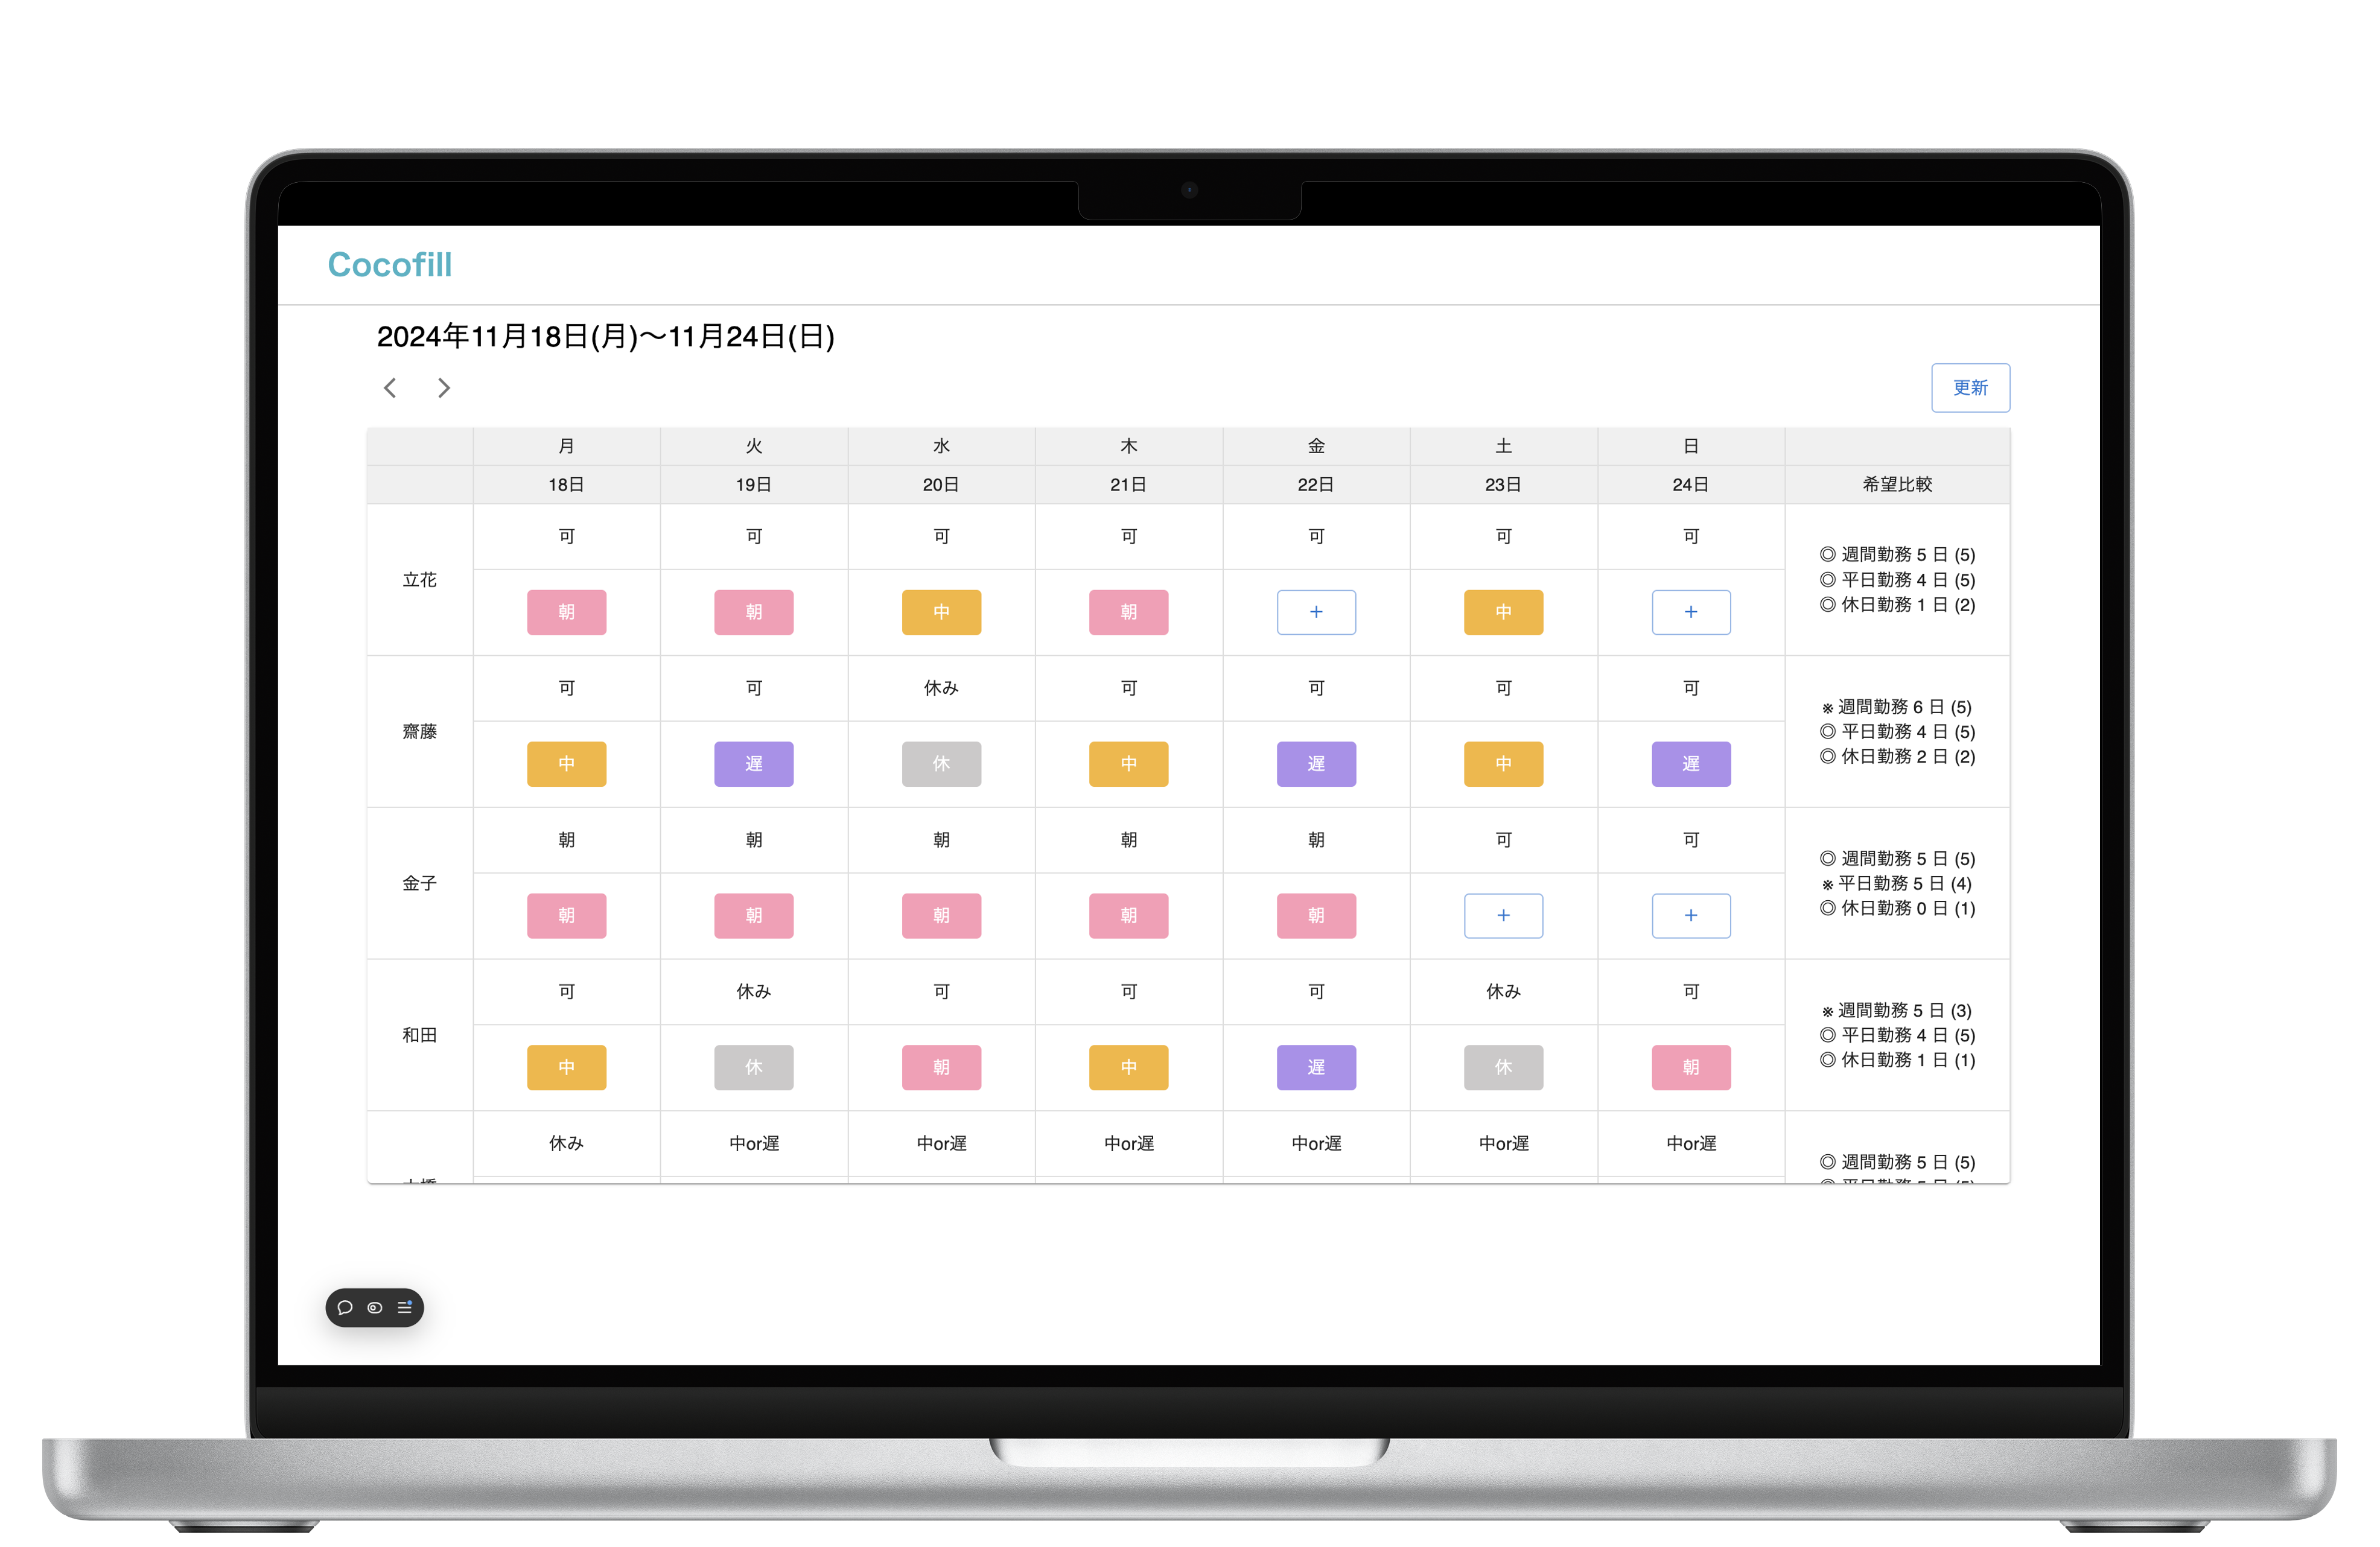 Cocofill
2024年11月18日(月)～11月24日(日)
更新
月 火 水 木 金 土 日
18日 19日 20日 21日 22日 23日 24日 希望比較
可 可 可 可 可 可 可
立花
朝 朝 中 朝 + 中 +
◎ 週間勤務 5 日 (5)
◎ 平日勤務 4 日 (5)
◎ 休日勤務 1 日 (2)
可 可 休み 可 可 可 可
齋藤
中 遅 休 中 遅 中 遅
※ 週間勤務 6 日 (5)
◎ 平日勤務 4 日 (5)
◎ 休日勤務 2 日 (2)
朝 朝 朝 朝 朝 可 可
金子
朝 朝 朝 朝 朝 + +
◎ 週間勤務 5 日 (5)
※ 平日勤務 5 日 (4)
◎ 休日勤務 0 日 (1)
可 休み 可 可 可 休み 可
和田
中 休 朝 中 遅 休 朝
※ 週間勤務 5 日 (3)
◎ 平日勤務 4 日 (5)
◎ 休日勤務 1 日 (1)
休み 中or遅 中or遅 中or遅 中or遅 中or遅 中or遅
◎ 週間勤務 5 日 (5)